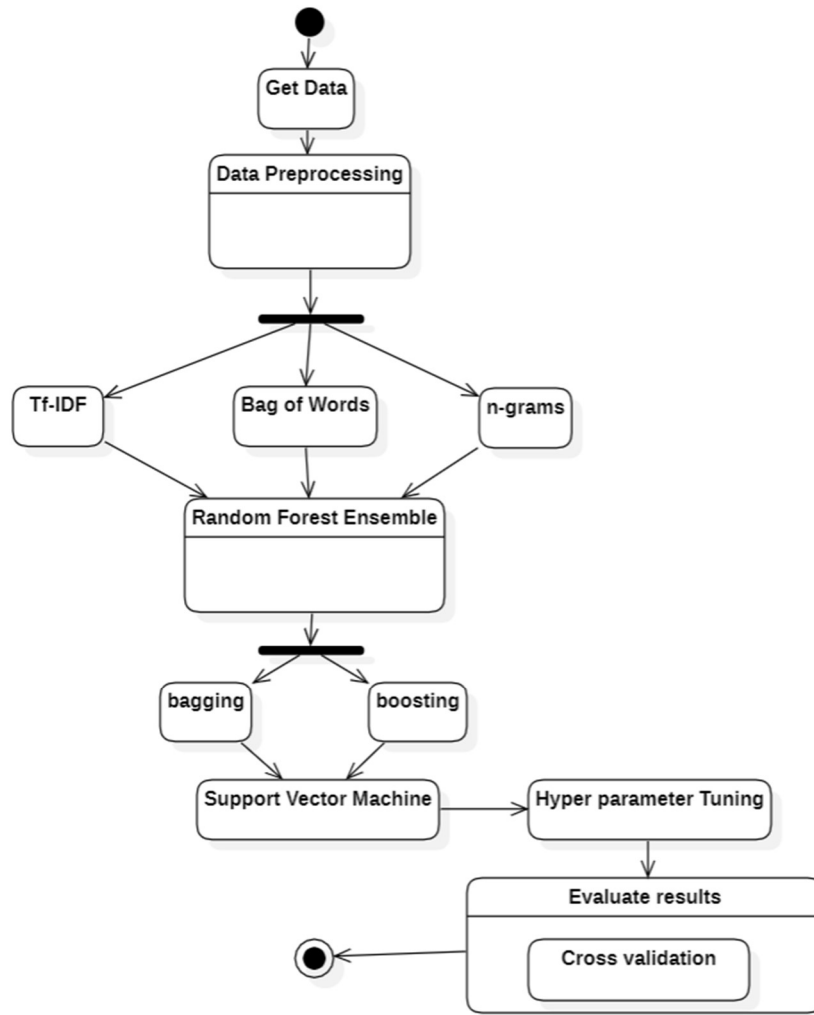 Get Data
Data Preprocessing
Tf-IDF
Bag of Words
n-grams
Random Forest Ensemble
bagging
boosting
Support Vector Machine
Hyper parameter Tuning
Evaluate results
Cross validation